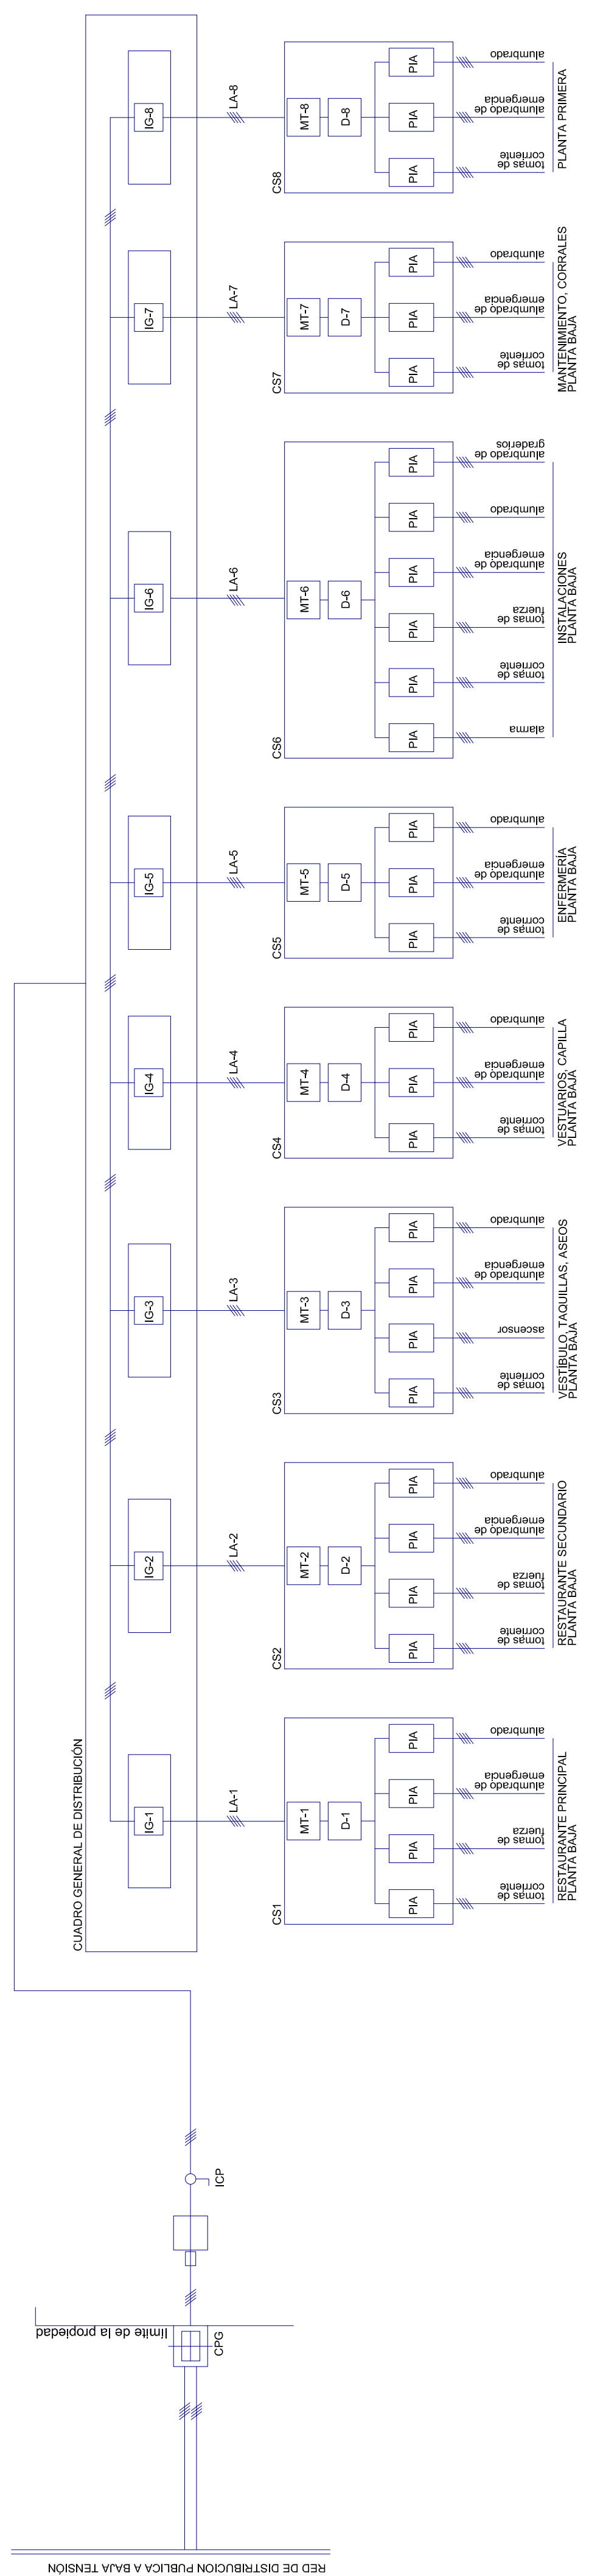 RED DE DISTRIBUCION PUBLICA A BAJA TENSIÓN
CPG
límite de la propiedad
ICP
CUADRO GENERAL DE DISTRIBUCIÓN
IG-1
IG-2
IG-3
IG-4
IG-5
IG-6
IG-7
IG-8
LA-1
LA-2
LA-3
LA-4
LA-5
LA-6
LA-7
LA-8
CS1
MT-1
D-1
PIA
PIA
PIA
PIA
tomas de
corriente
tomas de
fuerza
alumbrado de
emergencia
alumbrado
RESTAURANTE PRINCIPAL
PLANTA BAJA
CS2
MT-2
D-2
PIA
PIA
PIA
PIA
tomas de
corriente
tomas de
fuerza
alumbrado de
emergencia
alumbrado
RESTAURANTE SECUNDARIO
PLANTA BAJA
CS3
MT-3
D-3
PIA
PIA
PIA
PIA
tomas de
corriente
ascensor
alumbrado de
emergencia
alumbrado
VESTÍBULO, TAQUILLAS, ASEOS
PLANTA BAJA
CS4
MT-4
D-4
PIA
PIA
PIA
tomas de
corriente
alumbrado de
emergencia
alumbrado
VESTUARIOS, CAPILLA
PLANTA BAJA
CS5
MT-5
D-5
PIA
PIA
PIA
tomas de
corriente
alumbrado de
emergencia
alumbrado
ENFERMERÍA
PLANTA BAJA
CS6
MT-6
D-6
PIA
PIA
PIA
PIA
PIA
PIA
alarma
tomas de
corriente
tomas de
fuerza
alumbrado de
emergencia
alumbrado
alumbrado de
graderios
INSTALACIONES
PLANTA BAJA
CS7
MT-7
D-7
PIA
PIA
PIA
tomas de
corriente
alumbrado de
emergencia
alumbrado
MANTENIMIENTO, CORRALES
PLANTA BAJA
CS8
MT-8
D-8
PIA
PIA
PIA
tomas de
corriente
alumbrado de
emergencia
alumbrado
PLANTA PRIMERA